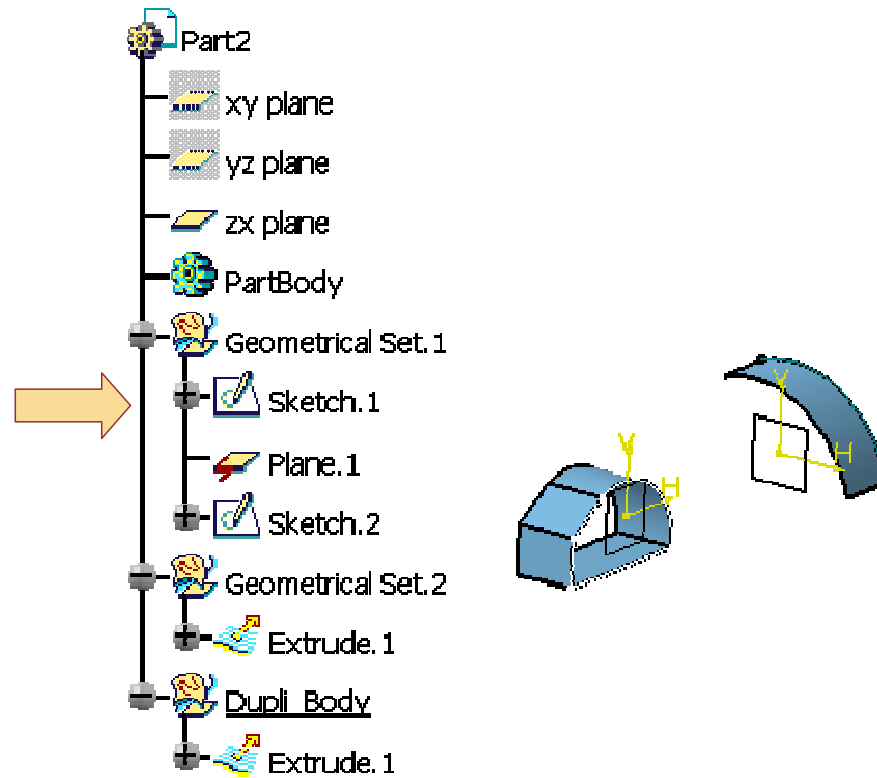 Part2
xy plane
yz plane
zx plane
PartBody
Geometrical Set.1
Sketch.1
Plane.1
Sketch.2
Geometrical Set.2
Extrude.1
Dupli_Body
Extrude.1
V
H
V
H